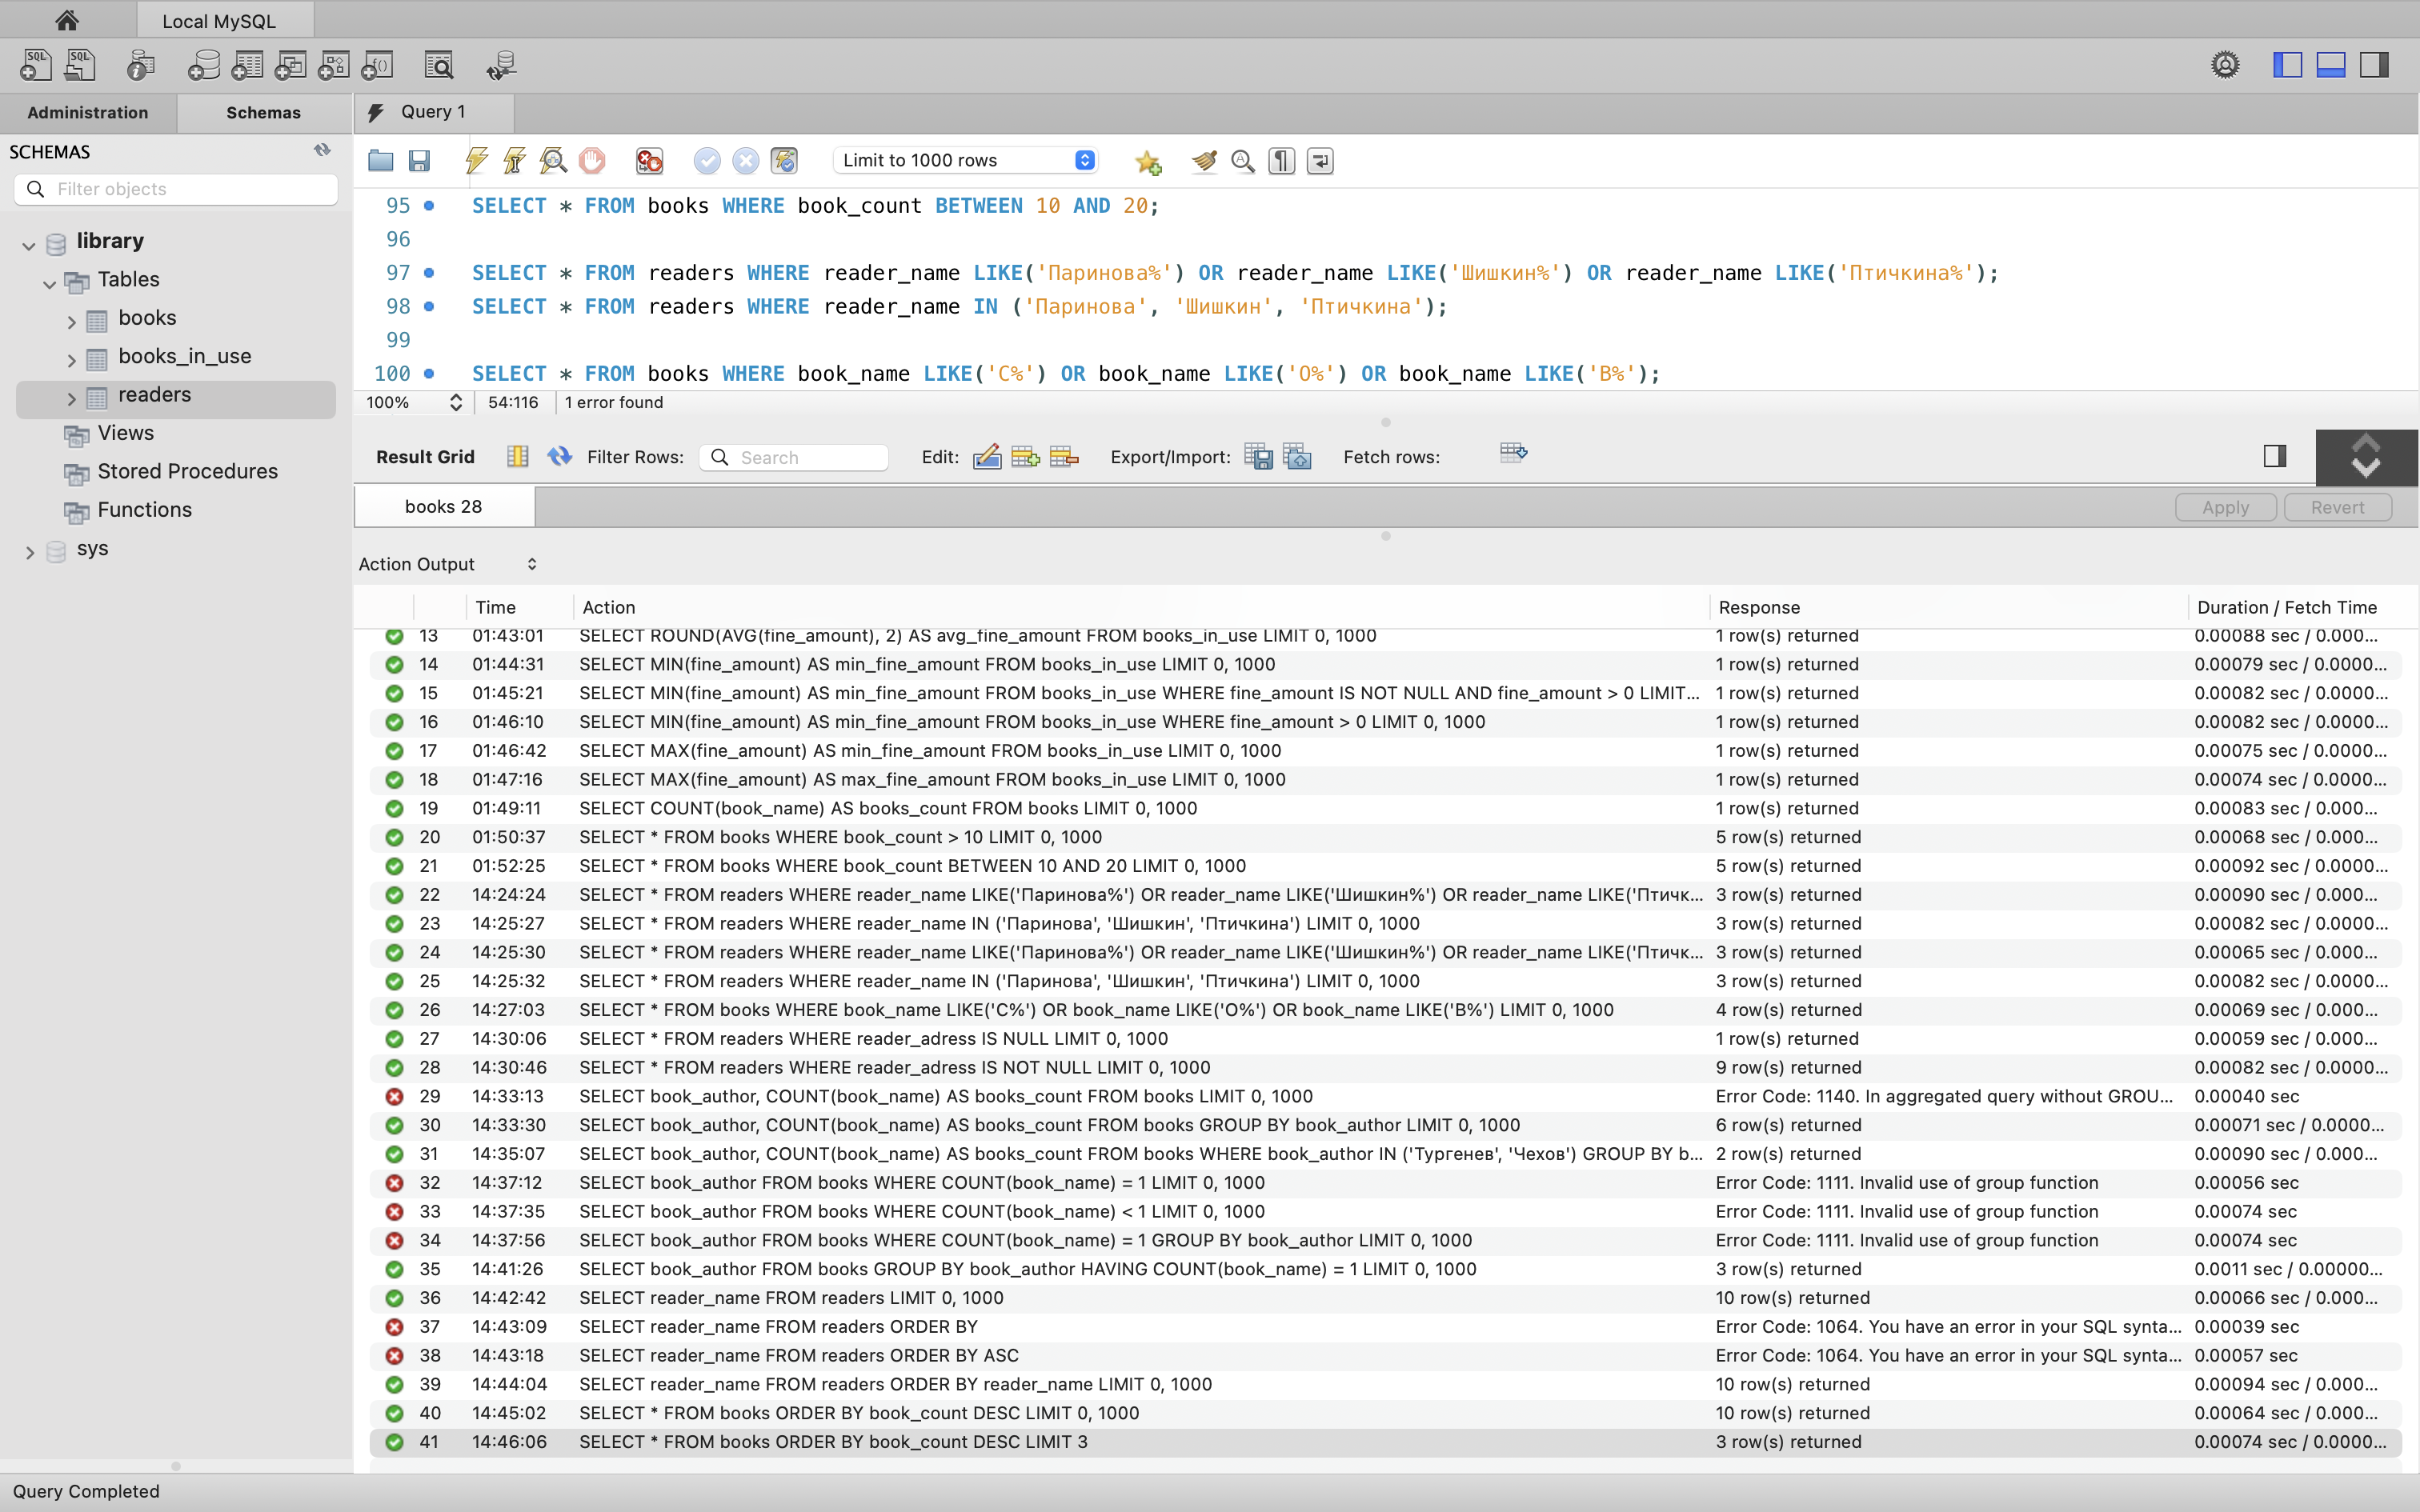 Local MySQL
Administration
Schemas
Query 1
SCHEMAS
Filter objects
library
Tables
books
books_in_use
readers
Views
Stored Procedures
Functions
sys
Limit to 1000 rows
95 SELECT * FROM books WHERE book_count BETWEEN 10 AND 20;
96
97 SELECT * FROM readers WHERE reader_name LIKE('Паринова%') OR reader_name LIKE('Шишкин%') OR reader_name LIKE('Птичкина%');
98 SELECT * FROM readers WHERE reader_name IN ('Паринова', 'Шишкин', 'Птичкина');
99
100 SELECT * FROM books WHERE book_name LIKE('С%') OR book_name LIKE('О%') OR book_name LIKE('В%');
100% 54:116 1 error found
Result Grid Filter Rows: Search Edit: Export/Import: Fetch rows:
books 28 Apply Revert
Action Output
Time Action Response Duration / Fetch Time
13 01:43:01 SELECT ROUND(AVG(fine_amount), 2) AS avg_fine_amount FROM books_in_use LIMIT 0, 1000 1 row(s) returned 0.00088 sec / 0.000...
14 01:44:31 SELECT MIN(fine_amount) AS min_fine_amount FROM books_in_use LIMIT 0, 1000 1 row(s) returned 0.00079 sec / 0.0000...
15 01:45:21 SELECT MIN(fine_amount) AS min_fine_amount FROM books_in_use WHERE fine_amount IS NOT NULL AND fine_amount > 0 LIMIT... 1 row(s) returned 0.00082 sec / 0.0000...
16 01:46:10 SELECT MIN(fine_amount) AS min_fine_amount FROM books_in_use WHERE fine_amount > 0 LIMIT 0, 1000 1 row(s) returned 0.00082 sec / 0.000...
17 01:46:42 SELECT MAX(fine_amount) AS min_fine_amount FROM books_in_use LIMIT 0, 1000 1 row(s) returned 0.00075 sec / 0.000...
18 01:47:16 SELECT MAX(fine_amount) AS max_fine_amount FROM books_in_use LIMIT 0, 1000 1 row(s) returned 0.00074 sec / 0.000...
19 01:49:11 SELECT COUNT(book_name) AS books_count FROM books LIMIT 0, 1000 1 row(s) returned 0.00083 sec / 0.000...
20 01:50:37 SELECT * FROM books WHERE book_count > 10 LIMIT 0, 1000 5 row(s) returned 0.00068 sec / 0.000...
21 01:52:25 SELECT * FROM books WHERE book_count BETWEEN 10 AND 20 LIMIT 0, 1000 5 row(s) returned 0.00092 sec / 0.0000...
22 14:24:24 SELECT * FROM readers WHERE reader_name LIKE('Паринова%') OR reader_name LIKE('Шишкин%') OR reader_name LIKE('Птичк... 3 row(s) returned 0.00090 sec / 0.000...
23 14:25:27 SELECT * FROM readers WHERE reader_name IN ('Паринова', 'Шишкин', 'Птичкина') LIMIT 0, 1000 3 row(s) returned 0.00082 sec / 0.000...
24 14:25:30 SELECT * FROM readers WHERE reader_name LIKE('Паринова%') OR reader_name LIKE('Шишкин%') OR reader_name LIKE('Птичк... 3 row(s) returned 0.00065 sec / 0.000...
25 14:25:32 SELECT * FROM readers WHERE reader_name IN ('Паринова', 'Шишкин', 'Птичкина') LIMIT 0, 1000 3 row(s) returned 0.00082 sec / 0.000...
26 14:27:03 SELECT * FROM books WHERE book_name LIKE('С%') OR book_name LIKE('О%') OR book_name LIKE('В%') LIMIT 0, 1000 4 row(s) returned 0.00069 sec / 0.000...
27 14:30:06 SELECT * FROM readers WHERE reader_adress IS NULL LIMIT 0, 1000 1 row(s) returned 0.00059 sec / 0.000...
28 14:30:46 SELECT * FROM readers WHERE reader_adress IS NOT NULL LIMIT 0, 1000 9 row(s) returned 0.00082 sec / 0.0000...
29 14:33:13 SELECT book_author, COUNT(book_name) AS books_count FROM books LIMIT 0, 1000 Error Code: 1140. In aggregated query without GROU... 0.00040 sec
30 14:33:30 SELECT book_author, COUNT(book_name) AS books_count FROM books GROUP BY book_author LIMIT 0, 1000 6 row(s) returned 0.00071 sec / 0.0000...
31 14:35:07 SELECT book_author, COUNT(book_name) AS books_count FROM books WHERE book_author IN ('Тургенев', 'Чехов') GROUP BY b... 2 row(s) returned 0.00090 sec / 0.000...
32 14:37:12 SELECT book_author FROM books WHERE COUNT(book_name) = 1 LIMIT 0, 1000 Error Code: 1111. Invalid use of group function 0.00056 sec
33 14:37:35 SELECT book_author FROM books WHERE COUNT(book_name) < 1 LIMIT 0, 1000 Error Code: 1111. Invalid use of group function 0.00074 sec
34 14:37:56 SELECT book_author FROM books WHERE COUNT(book_name) = 1 GROUP BY book_author LIMIT 0, 1000 Error Code: 1111. Invalid use of group function 0.00074 sec
35 14:41:26 SELECT book_author FROM books GROUP BY book_author HAVING COUNT(book_name) = 1 LIMIT 0, 1000 3 row(s) returned 0.0011 sec / 0.00000...
36 14:42:42 SELECT reader_name FROM readers LIMIT 0, 1000 10 row(s) returned 0.00066 sec / 0.000...
37 14:43:09 SELECT reader_name FROM readers ORDER BY Error Code: 1064. You have an error in your SQL synta... 0.00039 sec
38 14:43:18 SELECT reader_name FROM readers ORDER BY ASC Error Code: 1064. You have an error in your SQL synta... 0.00057 sec
39 14:44:04 SELECT reader_name FROM readers ORDER BY reader_name LIMIT 0, 1000 10 row(s) returned 0.00094 sec / 0.000...
40 14:45:02 SELECT * FROM books ORDER BY book_count DESC LIMIT 0, 1000 10 row(s) returned 0.00064 sec / 0.000...
41 14:46:06 SELECT * FROM books ORDER BY book_count DESC LIMIT 3 3 row(s) returned 0.00074 sec / 0.0000...
Query Completed